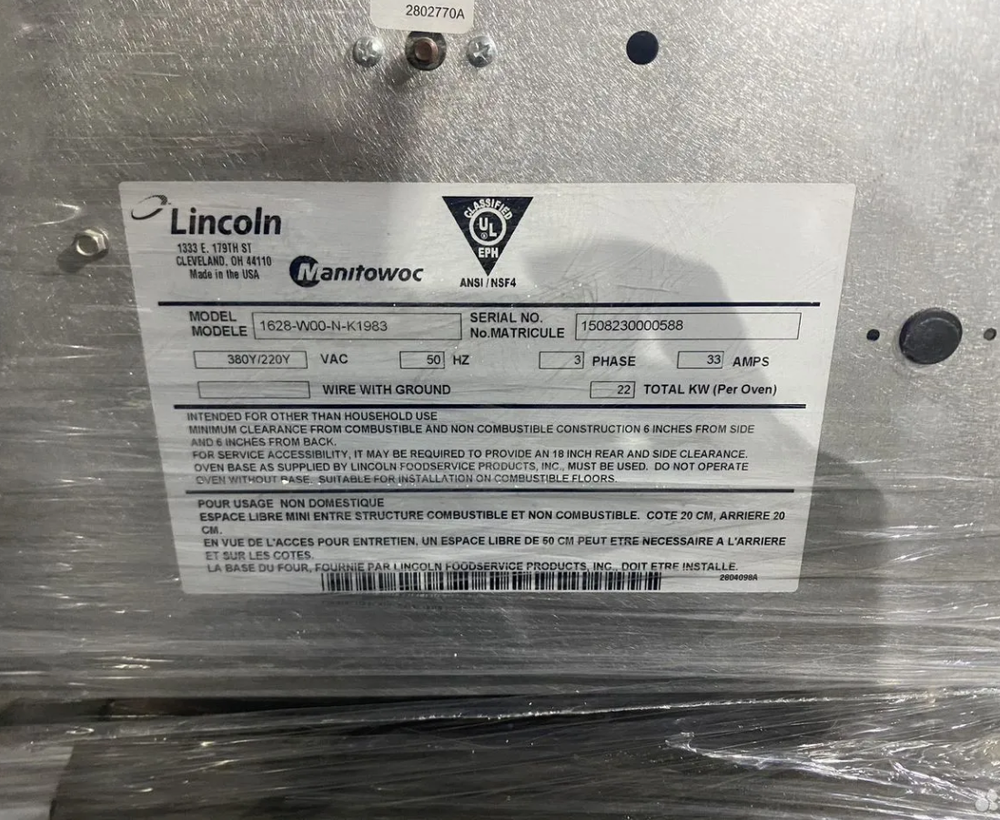 2802770A
Lincoln
1333 E. 179TH ST
CLEVELAND, OH 44110
Made in the USA
Manitowoc
CLASSIFIED
UL
EPH
ANSI / NSF4
MODEL
MODELE
1628-W00-N-K1983
SERIAL NO.
No.MATRICULE
1508230000588
380Y/220Y VAC 50 HZ 3 PHASE 33 AMPS
WIRE WITH GROUND 22 TOTAL KW (Per Oven)
INTENDED FOR OTHER THAN HOUSEHOLD USE
MINIMUM CLEARANCE FROM COMBUSTIBLE AND NON COMBUSTIBLE CONSTRUCTION 6 INCHES FROM SIDE
AND 6 INCHES FROM BACK.
FOR SERVICE ACCESSIBILITY, IT MAY BE REQUIRED TO PROVIDE AN 18 INCH REAR AND SIDE CLEARANCE.
OVEN BASE AS SUPPLIED BY LINCOLN FOODSERVICE PRODUCTS, INC., MUST BE USED. DO NOT OPERATE
OVEN WITHOUT BASE. SUITABLE FOR INSTALLATION ON COMBUSTIBLE FLOORS.
POUR USAGE NON DOMESTIQUE
ESPACE LIBRE MINI ENTRE STRUCTURE COMBUSTIBLE ET NON COMBUSTIBLE. COTE 20 CM, ARRIERE 20
CM.
EN VUE DE L'ACCES POUR ENTRETIEN, UN ESPACE LIBRE DE 50 CM PEUT ETRE NECESSAIRE A L'ARRIERE
ET SUR LES COTES.
LA BASE DU FOUR, FOURNIE PAR LINCOLN FOODSERVICE PRODUCTS, INC., DOIT ETRE INSTALLE.
2804098A